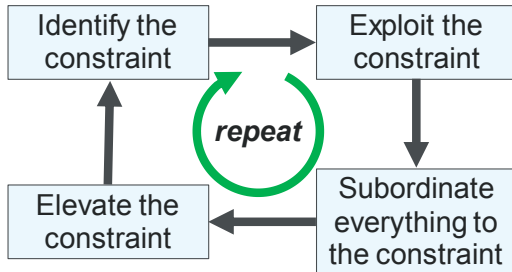 Identify the
constraint
Exploit the
constraint
repeat
Elevate the
constraint
Subordinate
everything to
the constraint